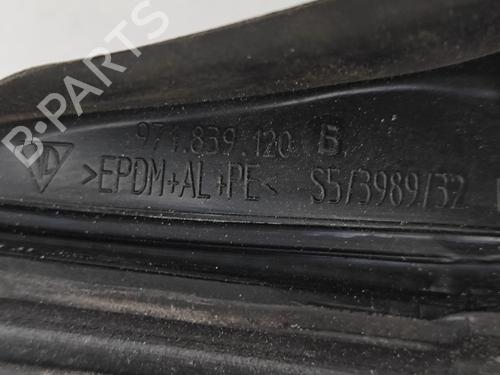 B-PARTS
971.839.120 B.
>EPDM+AL+PE< S5/3989/32